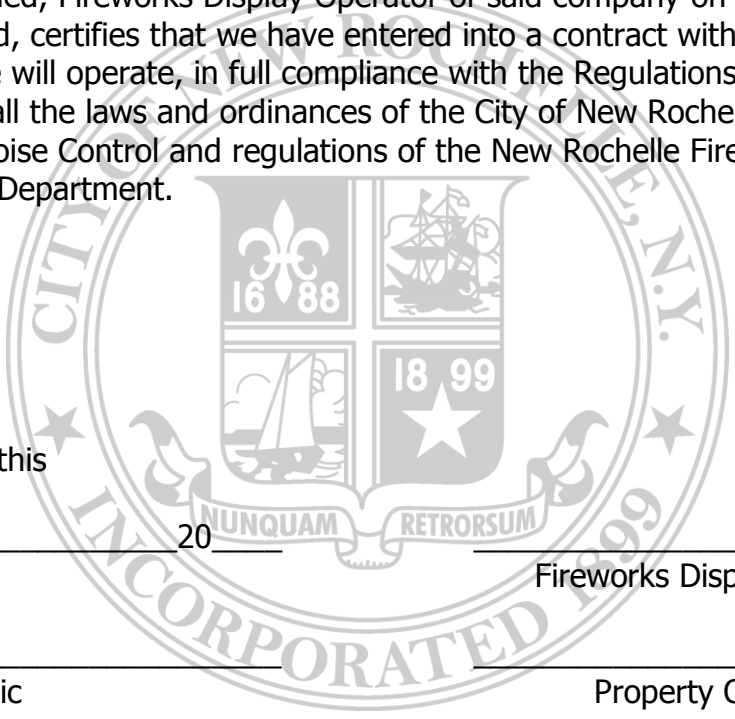 ned, Fireworks Display Operator of said company on
d, certifies that we have entered into a contract with
e will operate, in full compliance with the Regulations
all the laws and ordinances of the City of New Roche
oise Control and regulations of the New Rochelle Fire
Department.
CITY OF NEW ROCHELLE, N.Y.
16 88
18 99
this
NUNQUAM RETRORSUM
20
Fireworks Disp
INCORPORATED 1899
ic
Property O